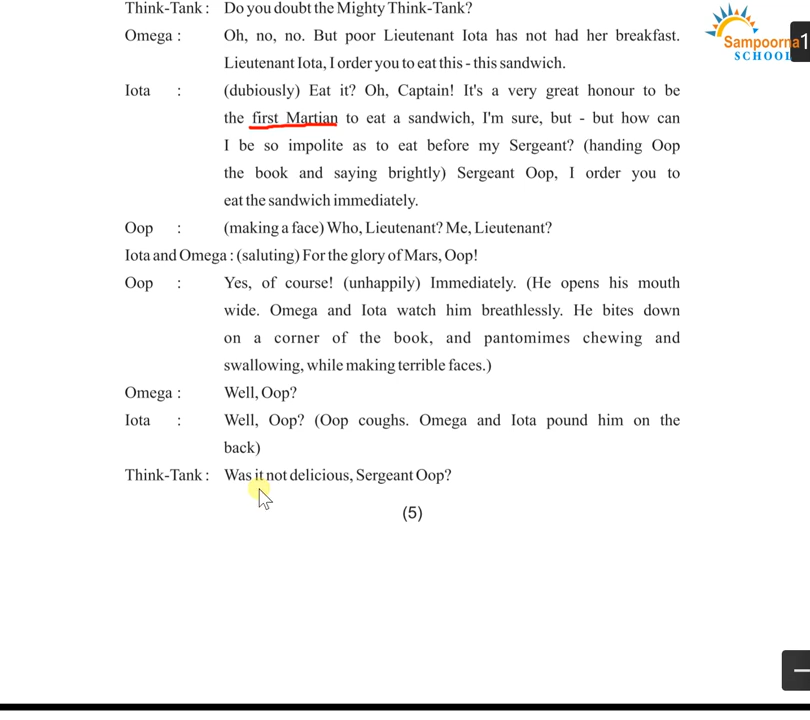 Think-Tank : Do you doubt the Mighty Think-Tank?
Omega : Oh, no, no. But poor Lieutenant Iota has not had her breakfast.
Lieutenant Iota, I order you to eat this - this sandwich.
Iota : (dubiously) Eat it? Oh, Captain! It's a very great honour to be
the first Martian to eat a sandwich, I'm sure, but - but how can
I be so impolite as to eat before my Sergeant? (handing Oop
the book and saying brightly) Sergeant Oop, I order you to
eat the sandwich immediately.
Oop : (making a face) Who, Lieutenant? Me, Lieutenant?
Iota and Omega : (saluting) For the glory of Mars, Oop!
Oop : Yes, of course! (unhappily) Immediately. (He opens his mouth
wide. Omega and Iota watch him breathlessly. He bites down
on a corner of the book, and pantomimes chewing and
swallowing, while making terrible faces.)
Omega : Well, Oop?
Iota : Well, Oop? (Oop coughs. Omega and Iota pound him on the
back)
Think-Tank : Was it not delicious, Sergeant Oop?
(5)
Sampoorna
SCHOOL
1